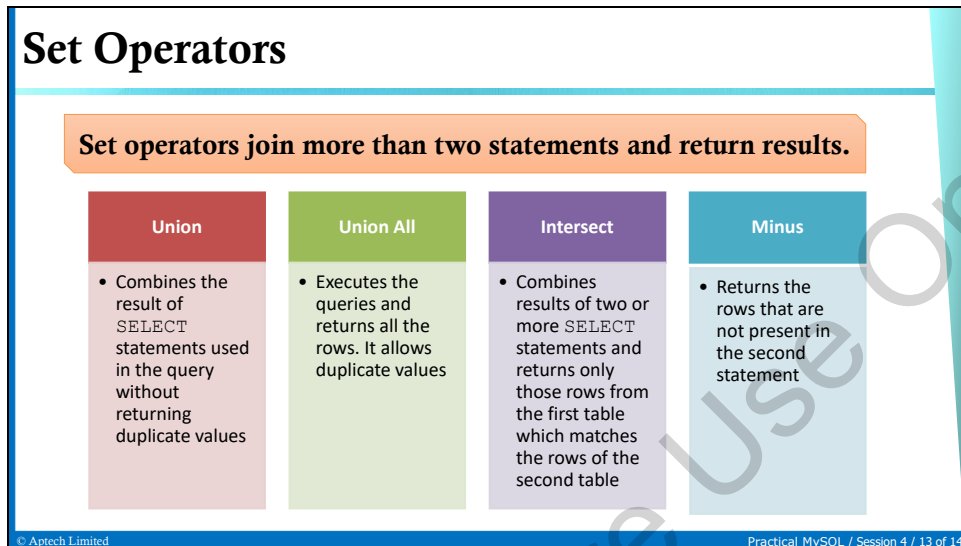 Set Operators
Set operators join more than two statements and return results.
Union
• Combines the
result of
SELECT
statements used
in the query
without
returning
duplicate values
Union All
• Executes the
queries and
returns all the
rows. It allows
duplicate values
Intersect
• Combines
results of two or
more SELECT
statements and
returns only
those rows from
the first table
which matches
the rows of the
second table
Minus
• Returns the
rows that are
not present in
the second
statement
Use
© Aptech Limited
Practical MySQL / Session 4 / 13 of 14